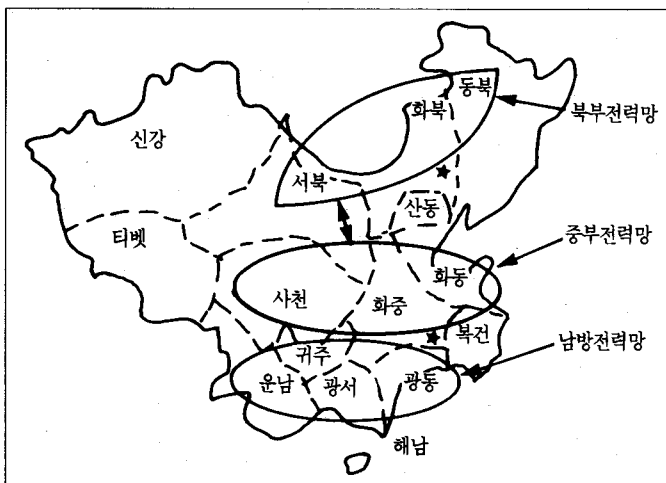 동북
화북
북부전력망
신강
서북
산동
티벳
중부전력망
화동
사천
화중
복건
귀주
남방전력망
운남
광서
광동
해남